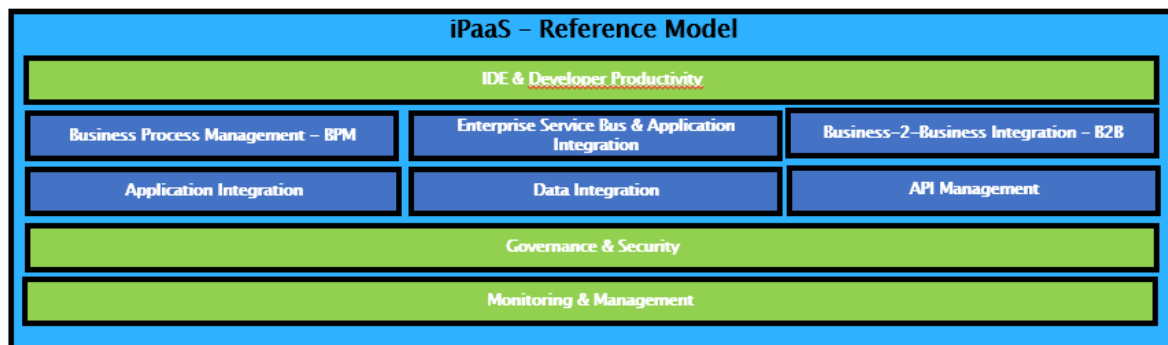 iPaaS – Reference Model
IDE & Developer Productivity
Business Process Management – BPM
Enterprise Service Bus & Application
Integration
Business–2–Business Integration – B2B
Application Integration
Data Integration
API Management
Governance & Security
Monitoring & Management